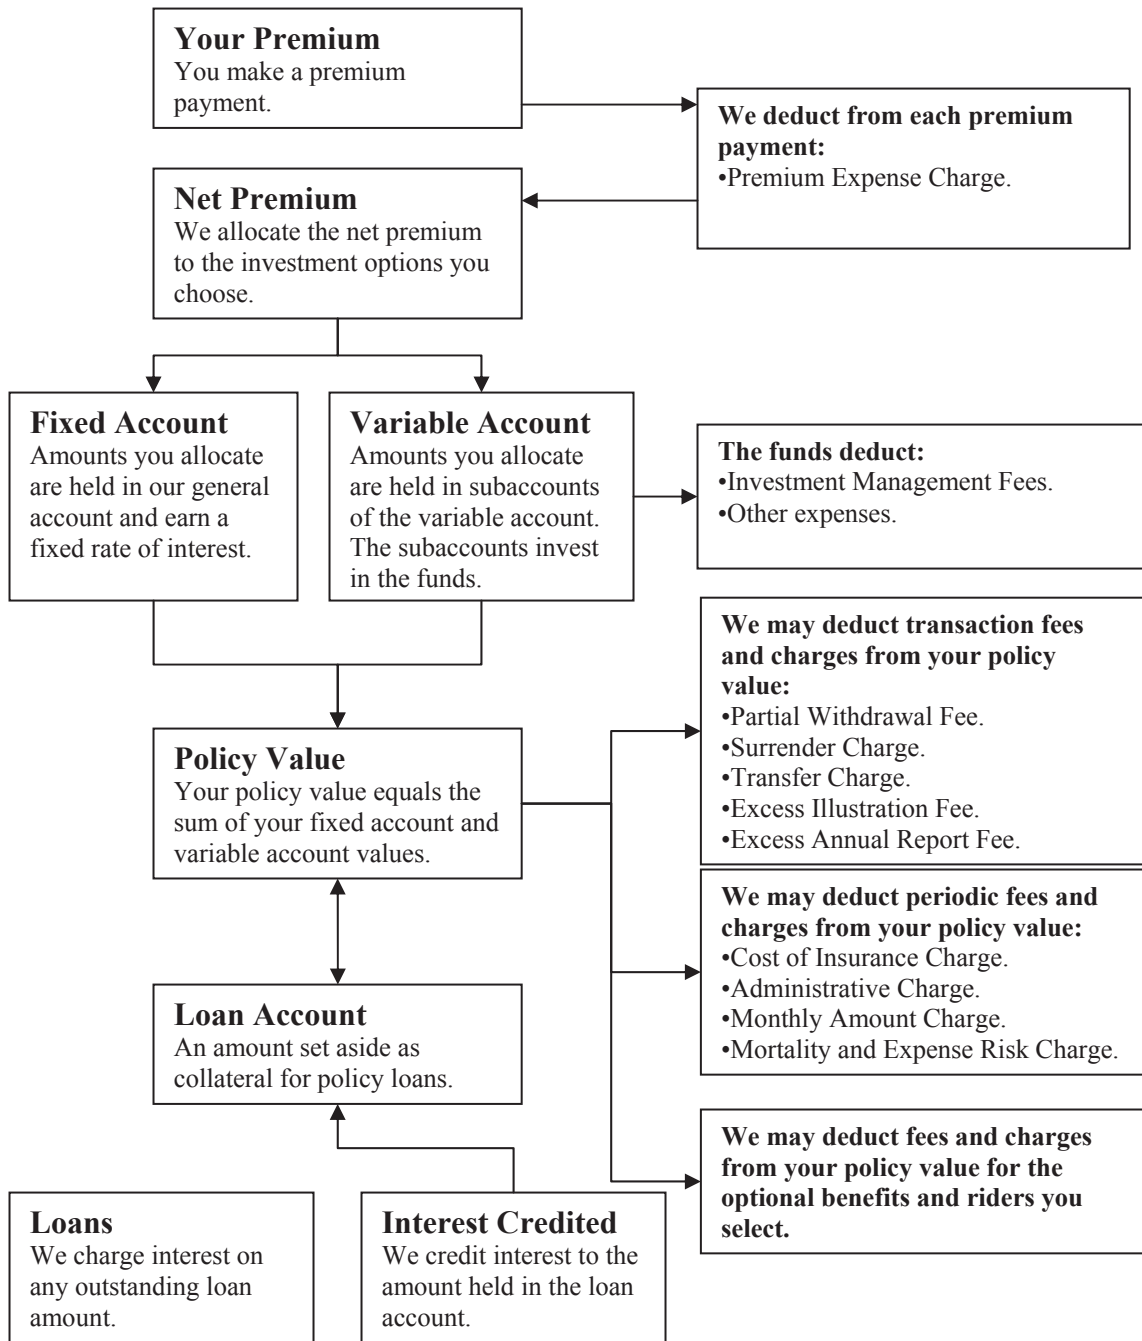 Your Premium
You make a premium
payment.
We deduct from each premium
payment:
•Premium Expense Charge.
Net Premium
We allocate the net premium
to the investment options you
choose.
Fixed Account
Amounts you allocate
are held in our general
account and earn a
fixed rate of interest.
Variable Account
Amounts you allocate
are held in subaccounts
of the variable account.
The subaccounts invest
in the funds.
The funds deduct:
•Investment Management Fees.
•Other expenses.
We may deduct transaction fees
and charges from your policy
value:
•Partial Withdrawal Fee.
•Surrender Charge.
•Transfer Charge.
•Excess Illustration Fee.
•Excess Annual Report Fee.
Policy Value
Your policy value equals the
sum of your fixed account and
variable account values.
We may deduct periodic fees and
charges from your policy value:
•Cost of Insurance Charge.
•Administrative Charge.
•Monthly Amount Charge.
•Mortality and Expense Risk Charge.
Loan Account
An amount set aside as
collateral for policy loans.
We may deduct fees and charges
from your policy value for the
optional benefits and riders you
select.
Loans
We charge interest on
any outstanding loan
amount.
Interest Credited
We credit interest to the
amount held in the loan
account.